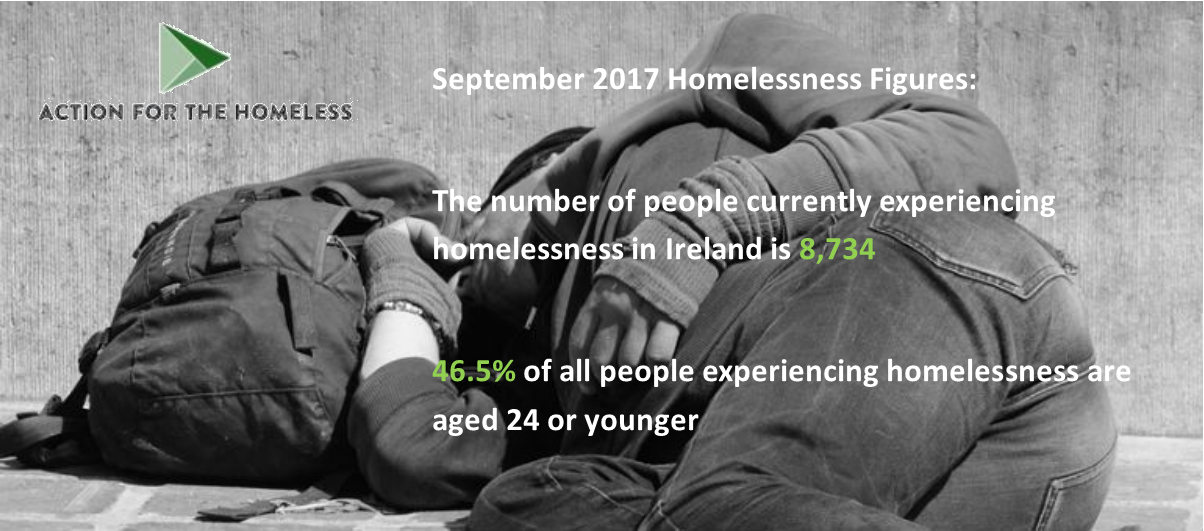 ACTION FOR THE HOMELESS
September 2017 Homelessness Figures:
The number of people currently experiencing
homelessness in Ireland is 8,734
46.5% of all people experiencing homelessness are
aged 24 or younger